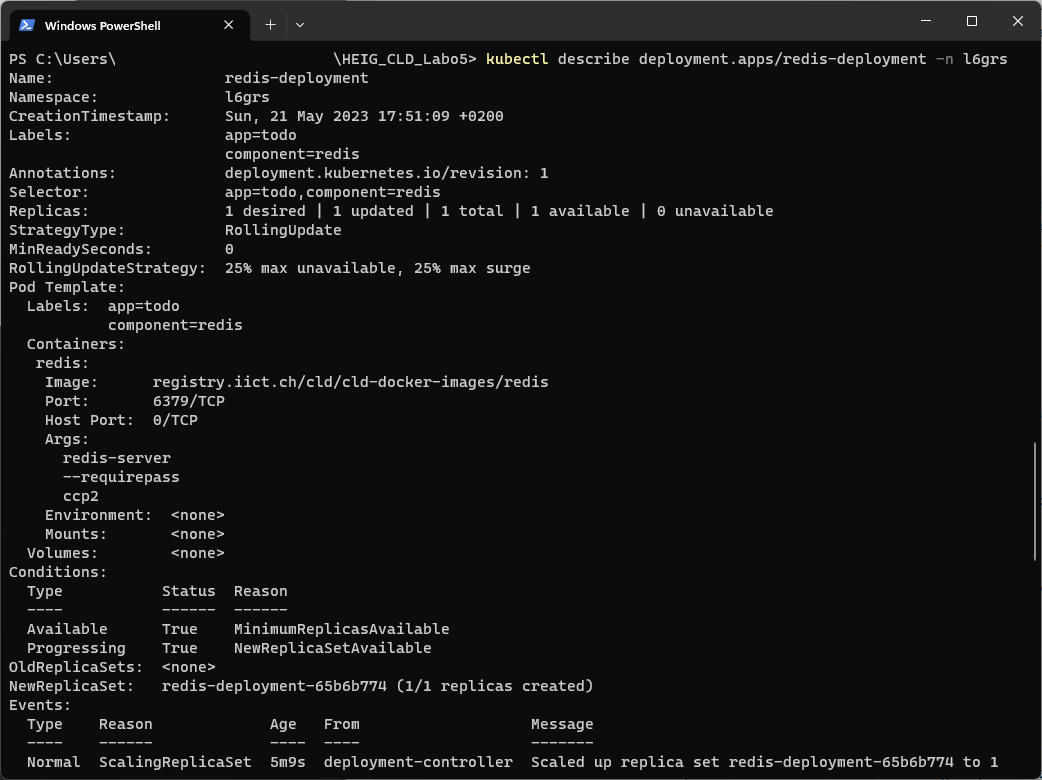 Windows PowerShell
PS C:\Users\                        \HEIG_CLD_Labo5> kubectl describe deployment.apps/redis-deployment -n l6grs
Name:                   redis-deployment
Namespace:              l6grs
CreationTimestamp:      Sun, 21 May 2023 17:51:09 +0200
Labels:                 app=todo
                        component=redis
Annotations:            deployment.kubernetes.io/revision: 1
Selector:               app=todo,component=redis
Replicas:               1 desired | 1 updated | 1 total | 1 available | 0 unavailable
StrategyType:           RollingUpdate
MinReadySeconds:        0
RollingUpdateStrategy:  25% max unavailable, 25% max surge
Pod Template:
  Labels:  app=todo
           component=redis
  Containers:
   redis:
    Image:      registry.iict.ch/cld/cld-docker-images/redis
    Port:       6379/TCP
    Host Port:  0/TCP
    Args:
      redis-server
      --requirepass
      ccp2
    Environment:  <none>
    Mounts:       <none>
  Volumes:        <none>
Conditions:
  Type           Status  Reason
  ----           ------  ------
  Available      True    MinimumReplicasAvailable
  Progressing    True    NewReplicaSetAvailable
OldReplicaSets:  <none>
NewReplicaSet:   redis-deployment-65b6b774 (1/1 replicas created)
Events:
  Type    Reason             Age   From                   Message
  ----    ------             ----  ----                   -------
  Normal  ScalingReplicaSet  5m9s  deployment-controller  Scaled up replica set redis-deployment-65b6b774 to 1